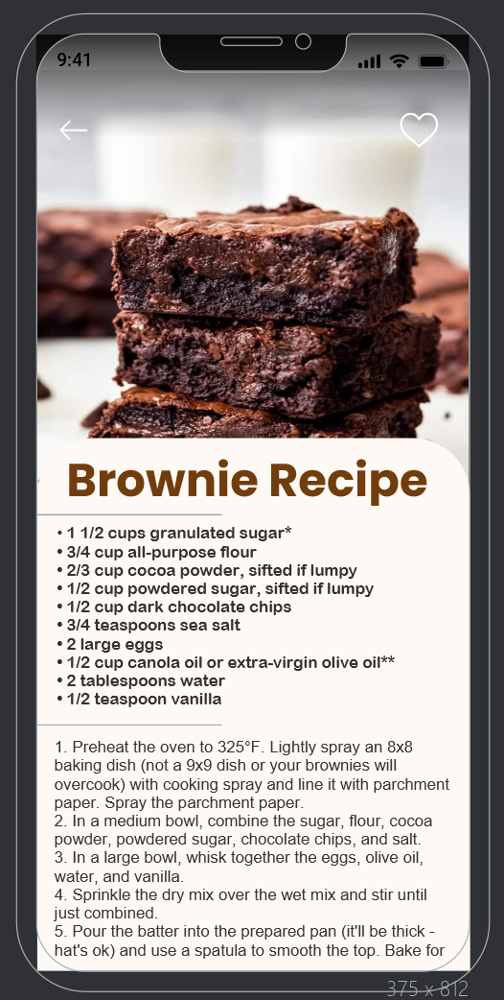 9:41
Brownie Recipe
• 1 1/2 cups granulated sugar*
• 3/4 cup all-purpose flour
• 2/3 cup cocoa powder, sifted if lumpy
• 1/2 cup powdered sugar, sifted if lumpy
• 1/2 cup dark chocolate chips
• 3/4 teaspoons sea salt
• 2 large eggs
• 1/2 cup canola oil or extra-virgin olive oil**
• 2 tablespoons water
• 1/2 teaspoon vanilla
1. Preheat the oven to 325°F. Lightly spray an 8x8
baking dish (not a 9x9 dish or your brownies will
overcook) with cooking spray and line it with parchment
paper. Spray the parchment paper.
2. In a medium bowl, combine the sugar, flour, cocoa
powder, powdered sugar, chocolate chips, and salt.
3. In a large bowl, whisk together the eggs, olive oil,
water, and vanilla.
4. Sprinkle the dry mix over the wet mix and stir until
just combined.
5. Pour the batter into the prepared pan (it'll be thick -
hat's ok) and use a spatula to smooth the top. Bake for
375 x 812